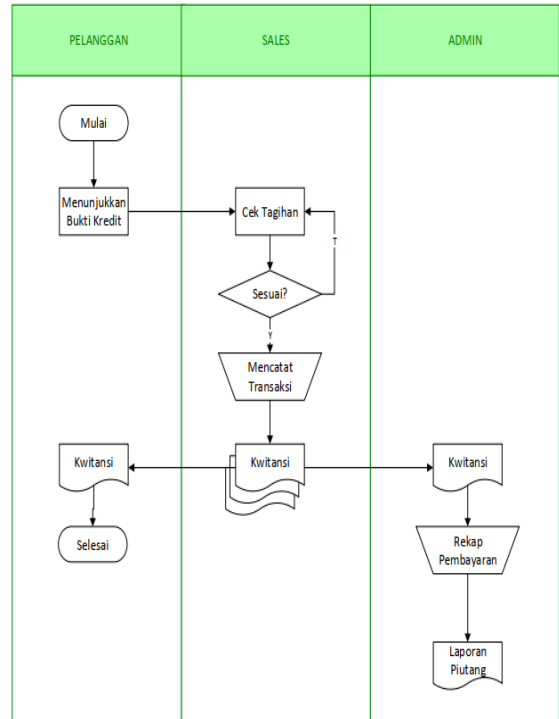 PELANGGAN
SALES
ADMIN
Mulai
Menunjukkan
Bukti Kredit
Cek Tagihan
T
Sesuai?
Y
Mencatat
Transaksi
Kwitansi
Kwitansi
Kwitansi
Selesai
Rekap
Pembayaran
Laporan
Piutang